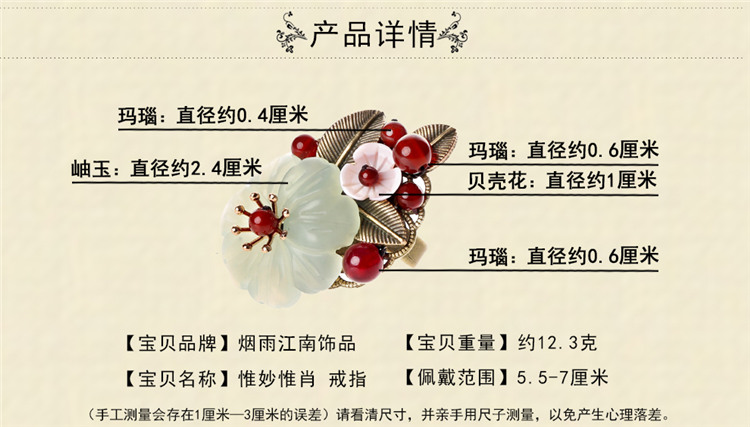 产品详情
玛瑙：直径约0.4厘米
玛瑙：直径约0.6厘米
岫玉：直径约2.4厘米
贝壳花：直径约1厘米
玛瑙：直径约0.6厘米
【宝贝品牌】烟雨江南饰品
【宝贝重量】约12.3克
【宝贝名称】惟妙惟肖 戒指
【佩戴范围】5.5-7厘米
（手工测量会存在1厘米—3厘米的误差）请看清尺寸，并亲手用尺子测量，以免产生心理落差。